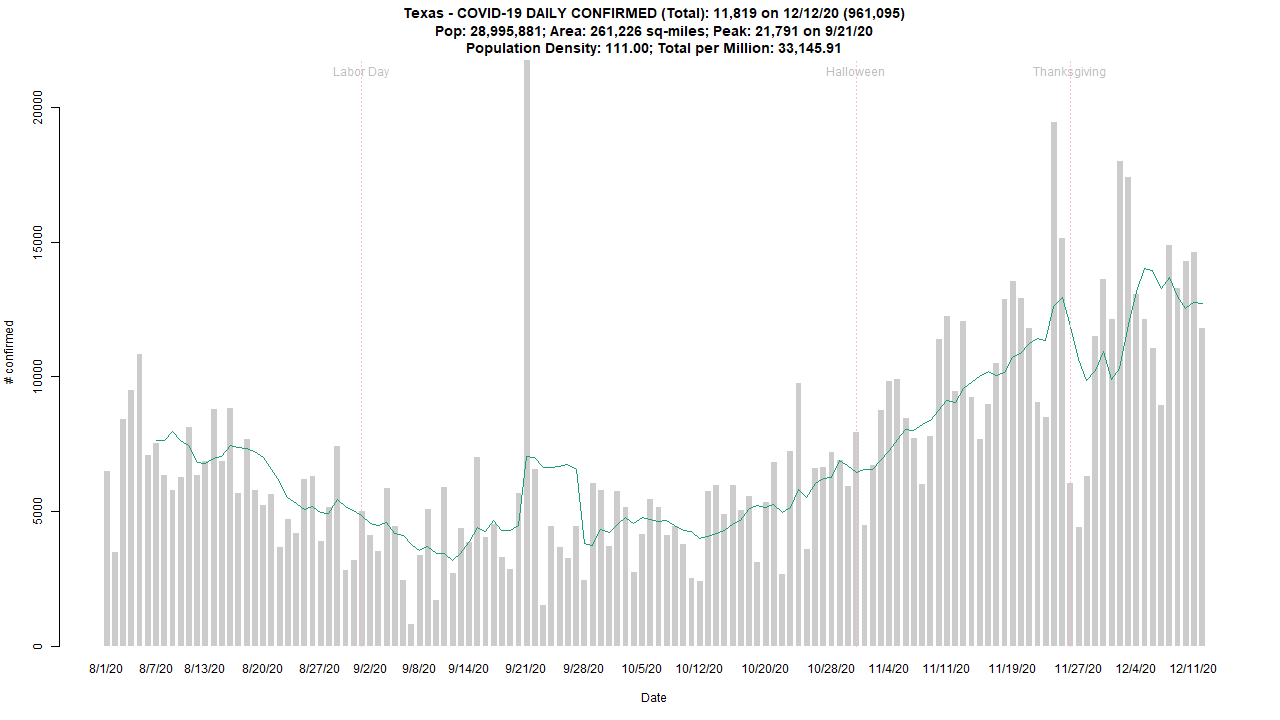 Texas - COVID-19 DAILY CONFIRMED (Total): 11,819 on 12/12/20 (961,095)
Pop: 28,995,881; Area: 261,226 sq-miles; Peak: 21,791 on 9/21/20
Population Density: 111.00; Total per Million: 33,145.91
Labor Day
Halloween
Thanksgiving
20000
15000
10000
5000
0
# confirmed
8/1/20 8/7/20 8/13/20 8/20/20 8/27/20 9/2/20 9/8/20 9/14/20 9/21/20 9/28/20 10/5/20 10/12/20 10/20/20 10/28/20 11/4/20 11/11/20 11/19/20 11/27/20 12/4/20 12/11/20
Date